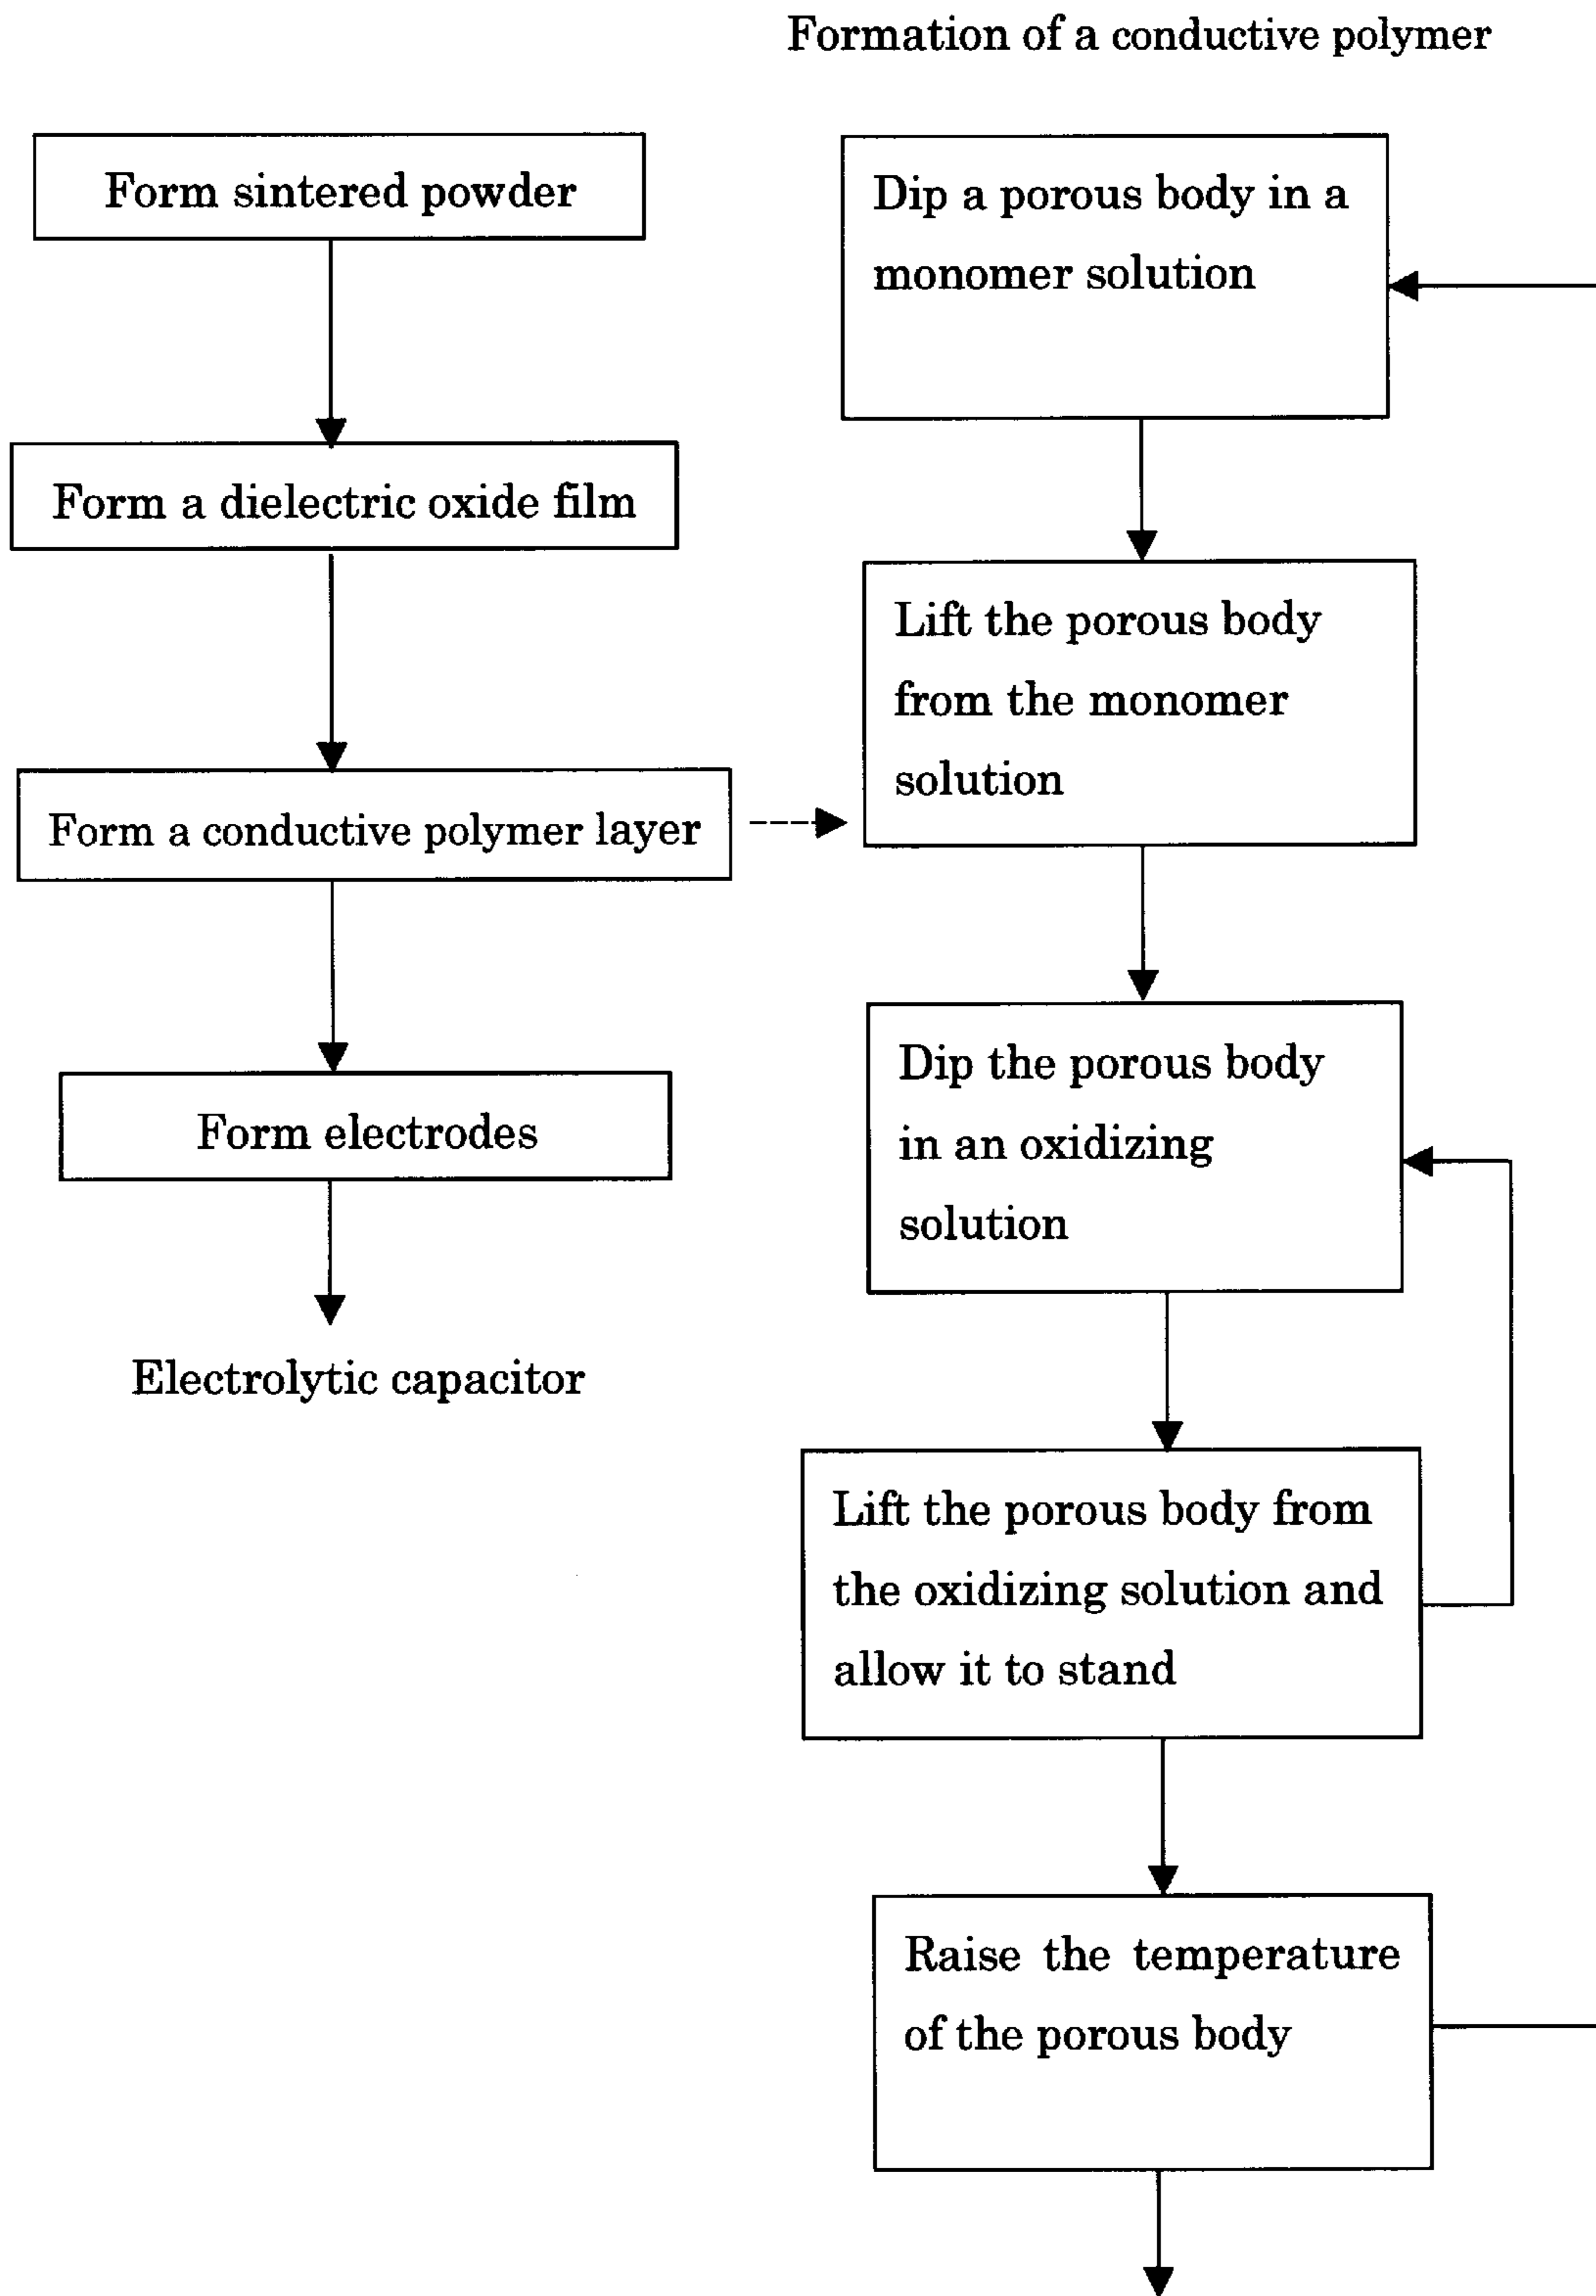 Formation of a conductive polymer
Form sintered powder
Form a dielectric oxide film
Form a conductive polymer layer
Form electrodes
Electrolytic capacitor
Dip a porous body in a
monomer solution
Lift the porous body
from the monomer
solution
Dip the porous body
in an oxidizing
solution
Lift the porous body from
the oxidizing solution and
allow it to stand
Raise the temperature
of the porous body